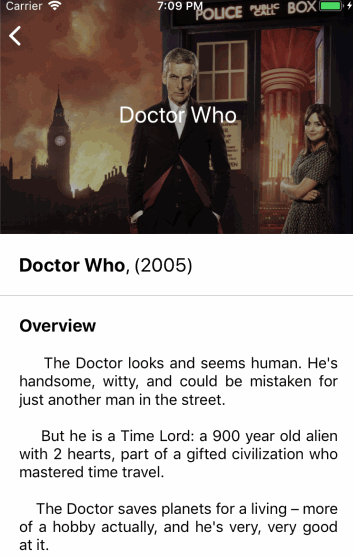 Carrier 7:09 PM
POLICE PUBLIC CALL BOX
Doctor Who
Doctor Who, (2005)
Overview
The Doctor looks and seems human. He's
handsome, witty, and could be mistaken for
just another man in the street.
But he is a Time Lord: a 900 year old alien
with 2 hearts, part of a gifted civilization who
mastered time travel.
The Doctor saves planets for a living – more
of a hobby actually, and he's very, very good
at it.